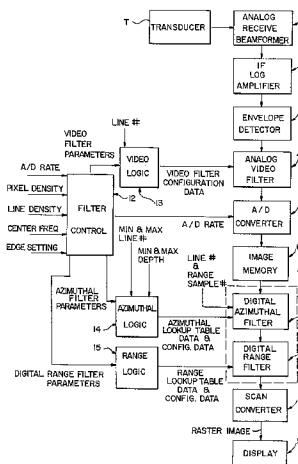 T
TRANSDUCER
ANALOG
RECEIVE
BEAMFORMER
IF
LOG
AMPLIFIER
ENVELOPE
DETECTOR
LINE #
VIDEO
FILTER
PARAMETERS
VIDEO
LOGIC
VIDEO FILTER
CONFIGURATION
DATA
ANALOG
VIDEO
FILTER
13
A/D RATE
PIXEL DENSITY
LINE DENSITY
CENTER FREQ
EDGE SETTING
FILTER
CONTROL
12
A/D RATE
A/D
CONVERTER
MIN & MAX
LINE #
MIN & MAX
DEPTH
IMAGE
MEMORY
LINE #
&
RANGE
SAMPLE #
AZIMUTHAL
FILTER
PARAMETERS
14
AZIMUTHAL
LOGIC
AZIMUTHAL
LOOKUP TABLE
DATA
& CONFIG. DATA
DIGITAL
AZIMUTHAL
FILTER
15
DIGITAL RANGE FILTER
PARAMETERS
RANGE
LOGIC
RANGE
LOOKUP TABLE
DATA
& CONFIG. DATA
DIGITAL
RANGE
FILTER
SCAN
CONVERTER
RASTER IMAGE
DISPLAY